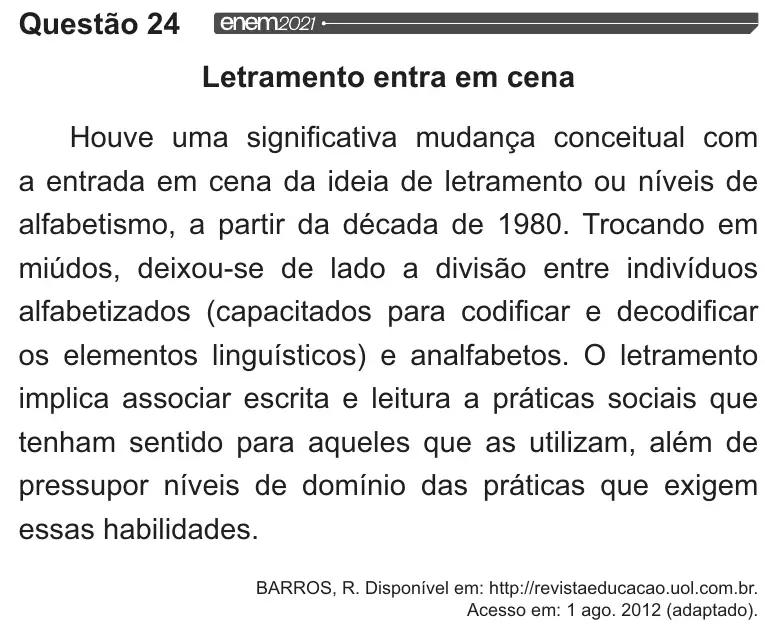 Questão 24 enem2021
Letramento entra em cena
Houve uma significativa mudança conceitual com
a entrada em cena da ideia de letramento ou níveis de
alfabetismo, a partir da década de 1980. Trocando em
miúdos, deixou-se de lado a divisão entre indivíduos
alfabetizados (capacitados para codificar e decodificar
os elementos linguísticos) e analfabetos. O letramento
implica associar escrita e leitura a práticas sociais que
tenham sentido para aqueles que as utilizam, além de
pressupor níveis de domínio das práticas que exigem
essas habilidades.
BARROS, R. Disponível em: http://revistaeducacao.uol.com.br.
Acesso em: 1 ago. 2012 (adaptado).